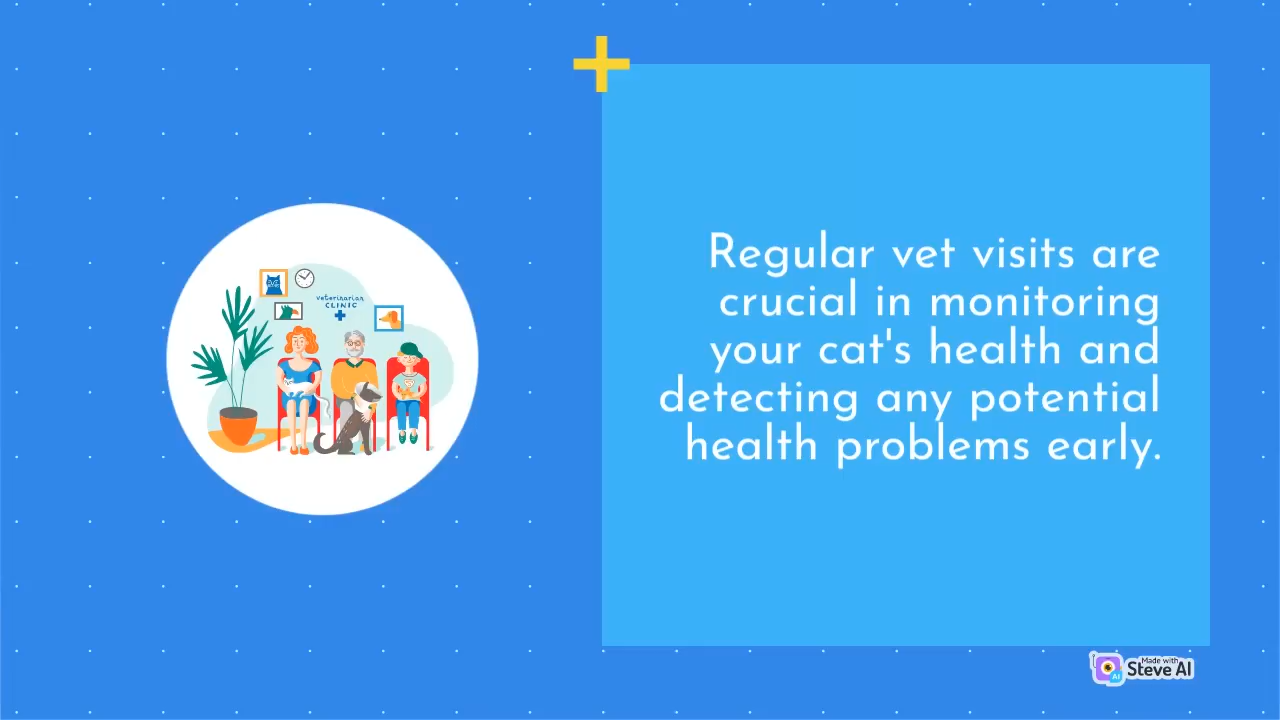 veterinarian
CLINIC
Regular vet visits are
crucial in monitoring
your cat's health and
detecting any potential
health problems early.
Made with
Steve AI
AI